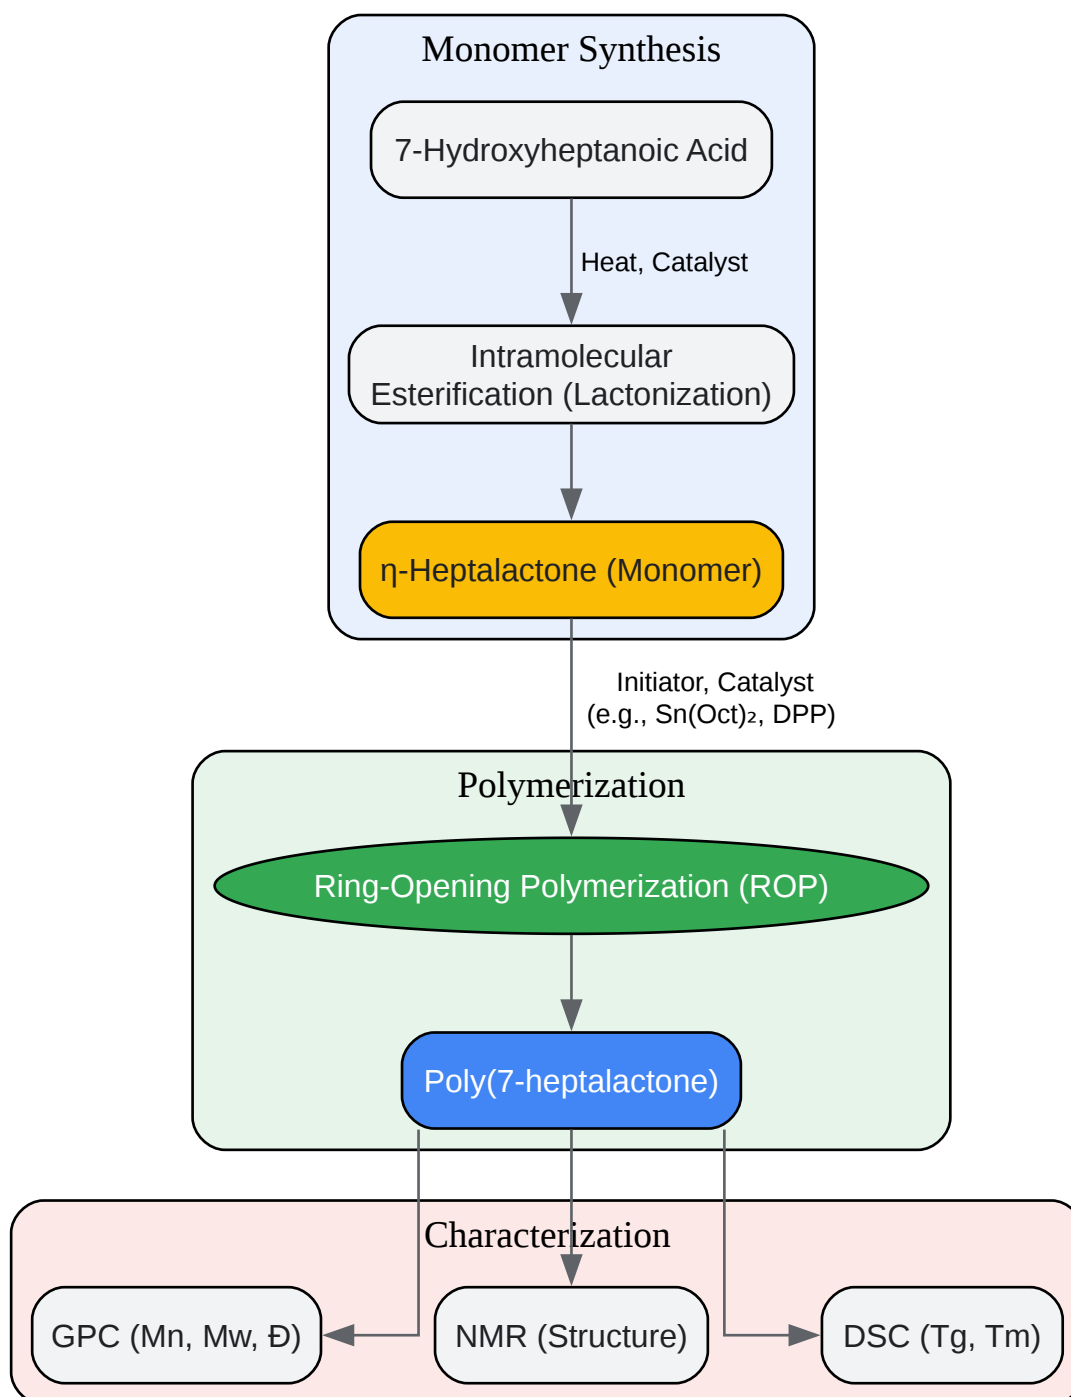 Monomer Synthesis
7-Hydroxyheptanoic Acid
Heat, Catalyst
Intramolecular
Esterification (Lactonization)
η-Heptalactone (Monomer)
Initiator, Catalyst
(e.g., Sn(Oct)₂, DPP)
Polymerization
Ring-Opening Polymerization (ROP)
Poly(7-heptalactone)
Characterization
GPC (Mn, Mw, Đ)
NMR (Structure)
DSC (Tg, Tm)